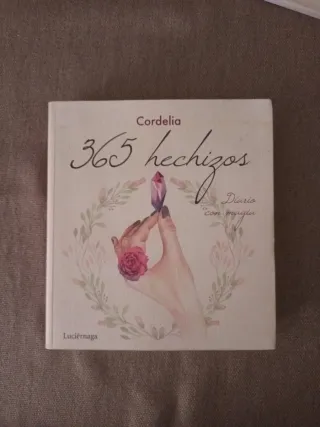 Cordelia
365 hechizos
Diario
con magia
Luciérnaga